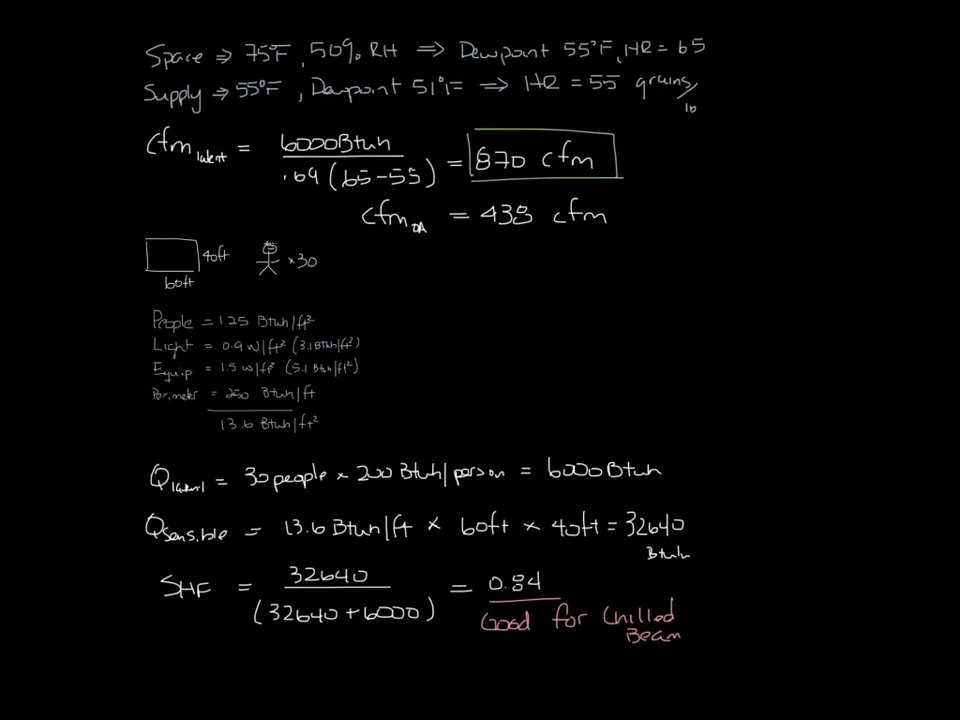 Space → 75°F, 50% RH ⇒ Dewpoint 55°F, HR = 65
Supply → 55°F, Dewpoint 51°F ⇒ HR = 55 grains/lb
Cfm latent = 6000 Btuh / .69 (65-55) = 870 cfm
Cfm OA = 438 cfm
40ft
×30
60ft
People = 1.25 Btuh/ft²
Light = 0.9 W/ft² (3.1 Btuh/ft²)
Equip = 1.5 W/ft² (5.1 Btuh/ft²)
Perimeter = 250 Btuh/ft
13.6 Btuh/ft²
Q latent = 30 people × 200 Btuh/person = 6000 Btuh
Q sensible = 13.6 Btuh/ft × 60ft × 40ft = 32640 Btuh
SHF = 32640 / (32640 + 6000) = 0.84
Good for Chilled Beam